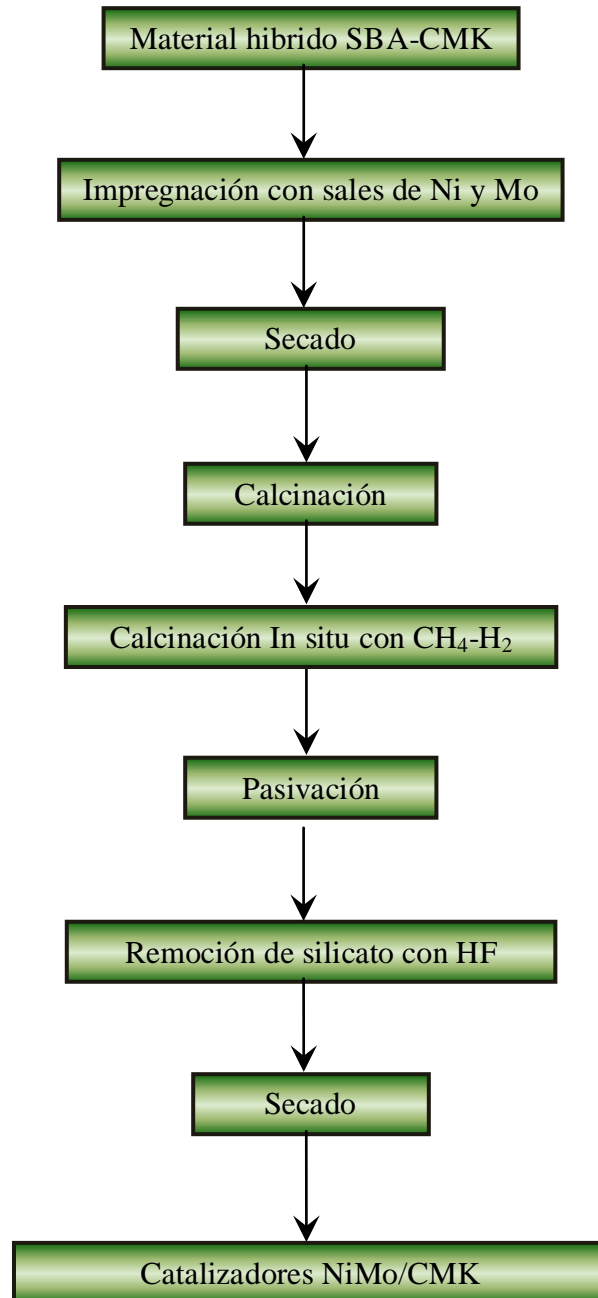 Material hibrido SBA-CMK
Impregnación con sales de Ni y Mo
Secado
Calcinación
Calcinación In situ con CH₄-H₂
Pasivación
Remoción de silicato con HF
Secado
Catalizadores NiMo/CMK